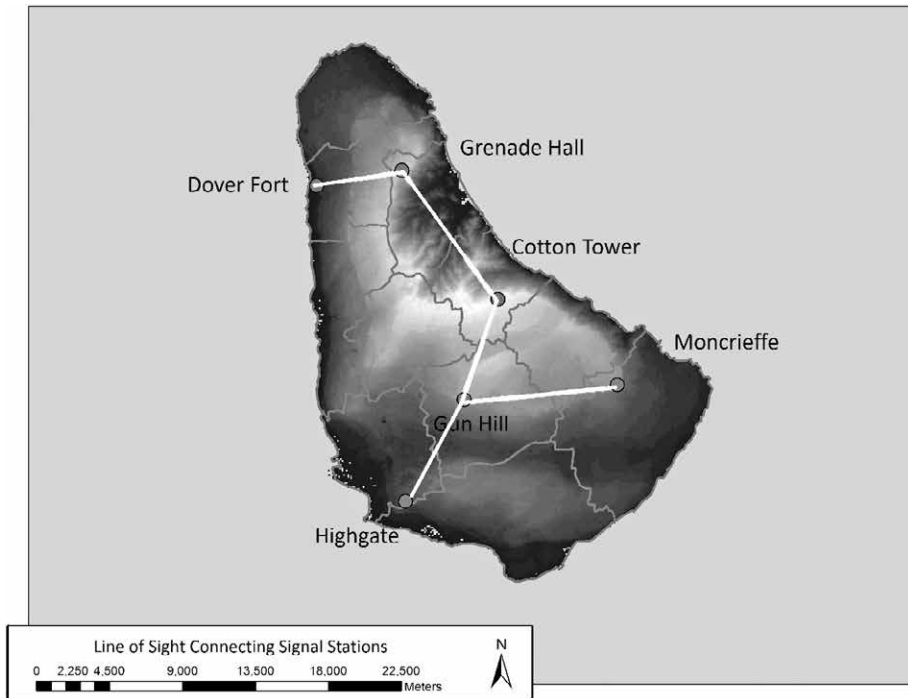 Grenade Hall
Dover Fort
Cotton Tower
Moncrieffe
Gun Hill
Highgate
Line of Sight Connecting Signal Stations
N
0 2,250 4,500 9,000 13,500 18,000 22,500
Meters